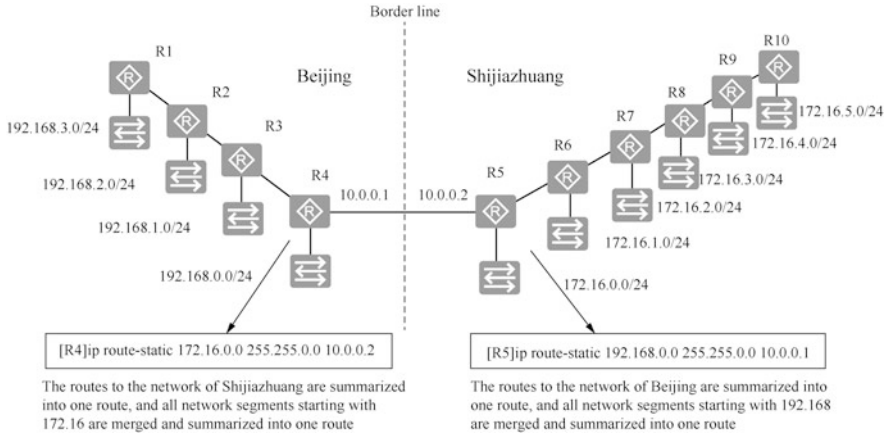 Border line
Beijing
Shijiazhuang
R1
R2
R3
R4
R5
R6
R7
R8
R9
R10
192.168.3.0/24
192.168.2.0/24
192.168.1.0/24
192.168.0.0/24
10.0.0.1
10.0.0.2
172.16.5.0/24
172.16.4.0/24
172.16.3.0/24
172.16.2.0/24
172.16.1.0/24
172.16.0.0/24
R
R
R
R
R
R
R
R
R
R
[R4]ip route-static 172.16.0.0 255.255.0.0 10.0.0.2
The routes to the network of Shijiazhuang are summarized
into one route, and all network segments starting with
172.16 are merged and summarized into one route
[R5]ip route-static 192.168.0.0 255.255.0.0 10.0.0.1
The routes to the network of Beijing are summarized into
one route, and all network segments starting with 192.168
are merged and summarized into one route